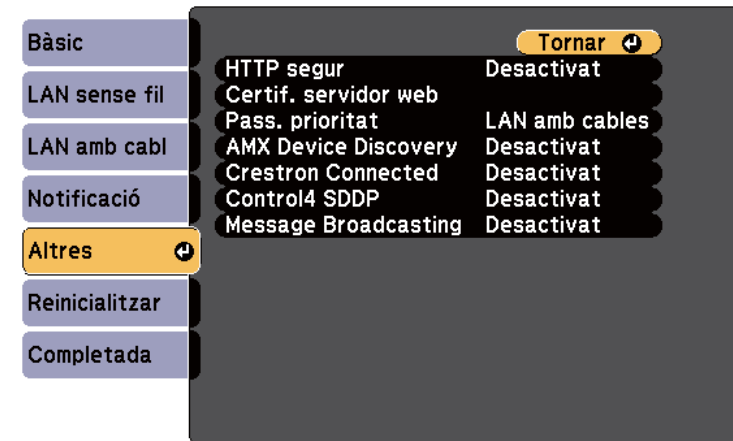 Bàsic
LAN sense fil
LAN amb cabl
Notificació
Altres
Reinicialitzar
Completada
Tornar
HTTP segur Desactivat
Certif. servidor web
Pass. prioritat LAN amb cables
AMX Device Discovery Desactivat
Crestron Connected Desactivat
Control4 SDDP Desactivat
Message Broadcasting Desactivat